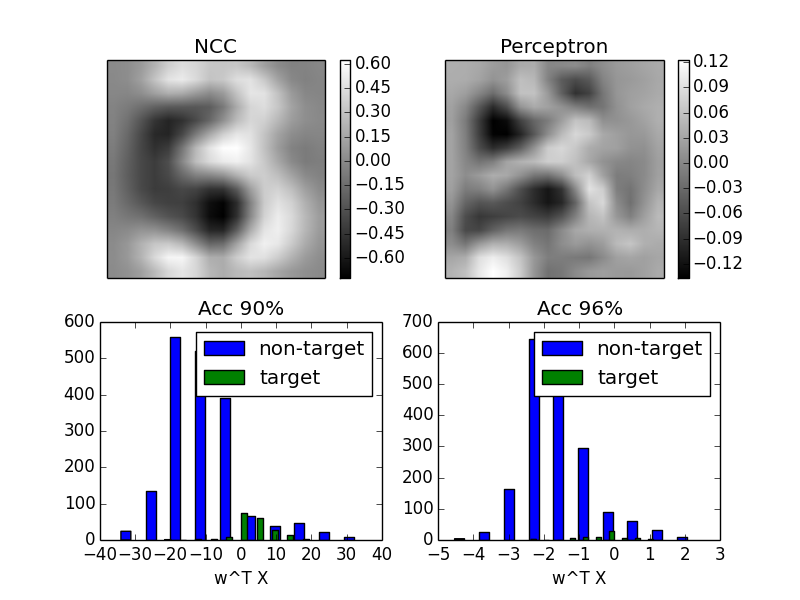 NCC
0.60
0.45
0.30
0.15
0.00
−0.15
−0.30
−0.45
−0.60
Perceptron
0.12
0.09
0.06
0.03
0.00
−0.03
−0.06
−0.09
−0.12
Acc 90%
600
500
400
300
200
100
0
non-target
target
−40 −30 −20 −10 0 10 20 30 40
w^T X
Acc 96%
700
600
500
400
300
200
100
0
non-target
target
−5 −4 −3 −2 −1 0 1 2 3
w^T X